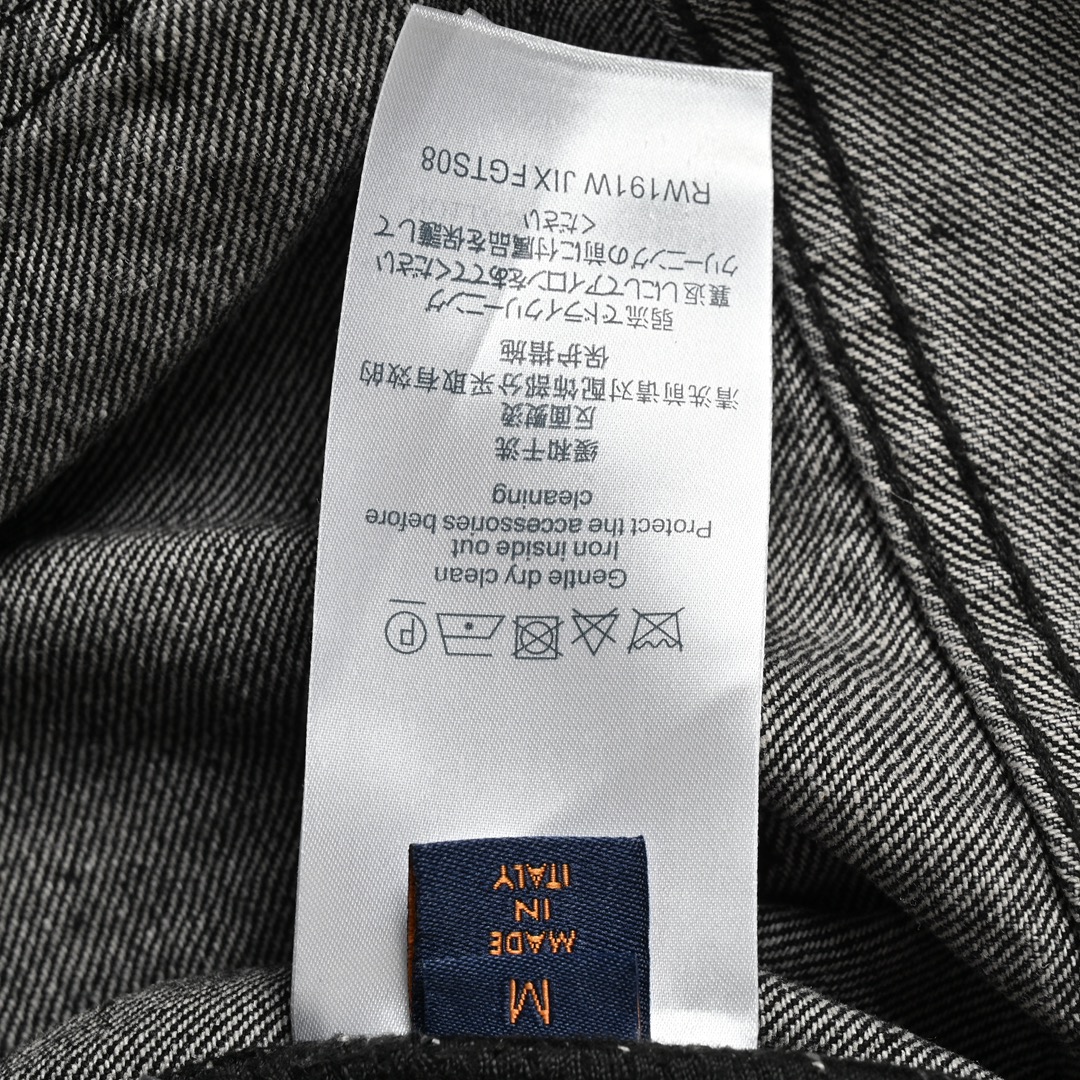 M
MADE
IN
ITALY
Gentle dry clean
Iron inside out
Protect the accessories before
cleaning
缓和干洗
反面熨烫
清洗前请对配饰部分采取有效的
保护措施
弱流でドライクリーニング
裏返しにしてアイロンをあててください
クリーニングの前に付属品を保護して
ください
RW191W JIX FGTS08